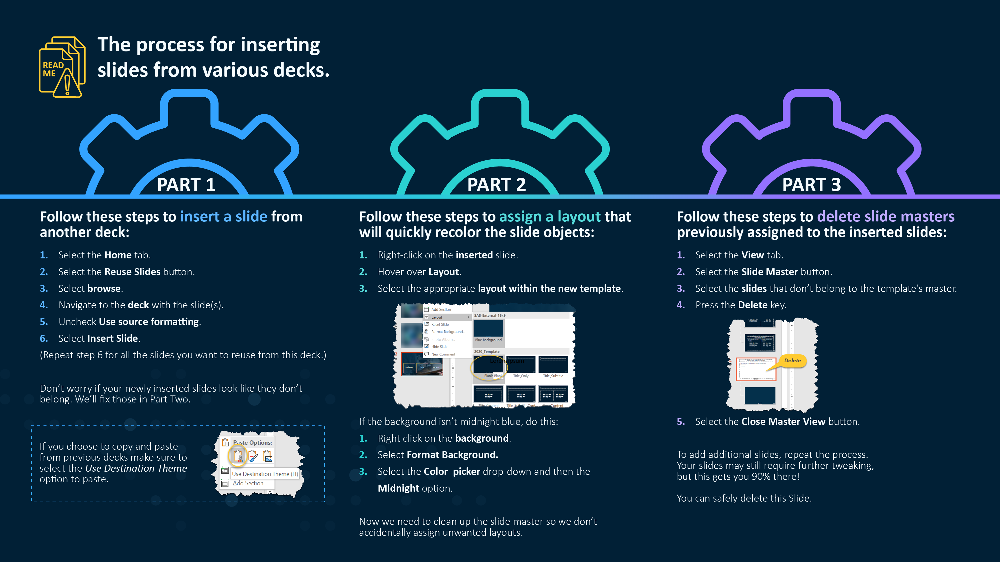 READ
ME
The process for inserting
slides from various decks.
PART 1
Follow these steps to insert a slide from
another deck:
1. Select the Home tab.
2. Select the Reuse Slides button.
3. Select browse.
4. Navigate to the deck with the slide(s).
5. Uncheck Use source formatting.
6. Select Insert Slide.
(Repeat step 6 for all the slides you want to reuse from this deck.)
Don’t worry if your newly inserted slides look like they don’t
belong. We’ll fix those in Part Two.
If you choose to copy and paste
from previous decks make sure to
select the Use Destination Theme
option to paste.
Paste Options:
Use Destination Theme (H)
Add Section
PART 2
Follow these steps to assign a layout that
will quickly recolor the slide objects:
1. Right-click on the inserted slide.
2. Hover over Layout.
3. Select the appropriate layout within the new template.
Add Section
Layout
Reset Slide
Format Background...
Photo Album...
Hide Slide
New Comment
Audience Goal Outcome
SAS-External-16x9
Blue Background
2020_Template
Lorem ipsum
Blank Blank Title_Only Title_Subtitle
If the background isn’t midnight blue, do this:
1. Right click on the background.
2. Select Format Background.
3. Select the Color  picker drop-down and then the
Midnight option.
Now we need to clean up the slide master so we don’t
accidentally assign unwanted layouts.
PART 3
Follow these steps to delete slide masters
previously assigned to the inserted slides:
1. Select the View tab.
2. Select the Slide Master button.
3. Select the slides that don’t belong to the template’s master.
4. Press the Delete key.
Delete
5. Select the Close Master View button.
To add additional slides, repeat the process.
Your slides may still require further tweaking,
but this gets you 90% there!
You can safely delete this Slide.